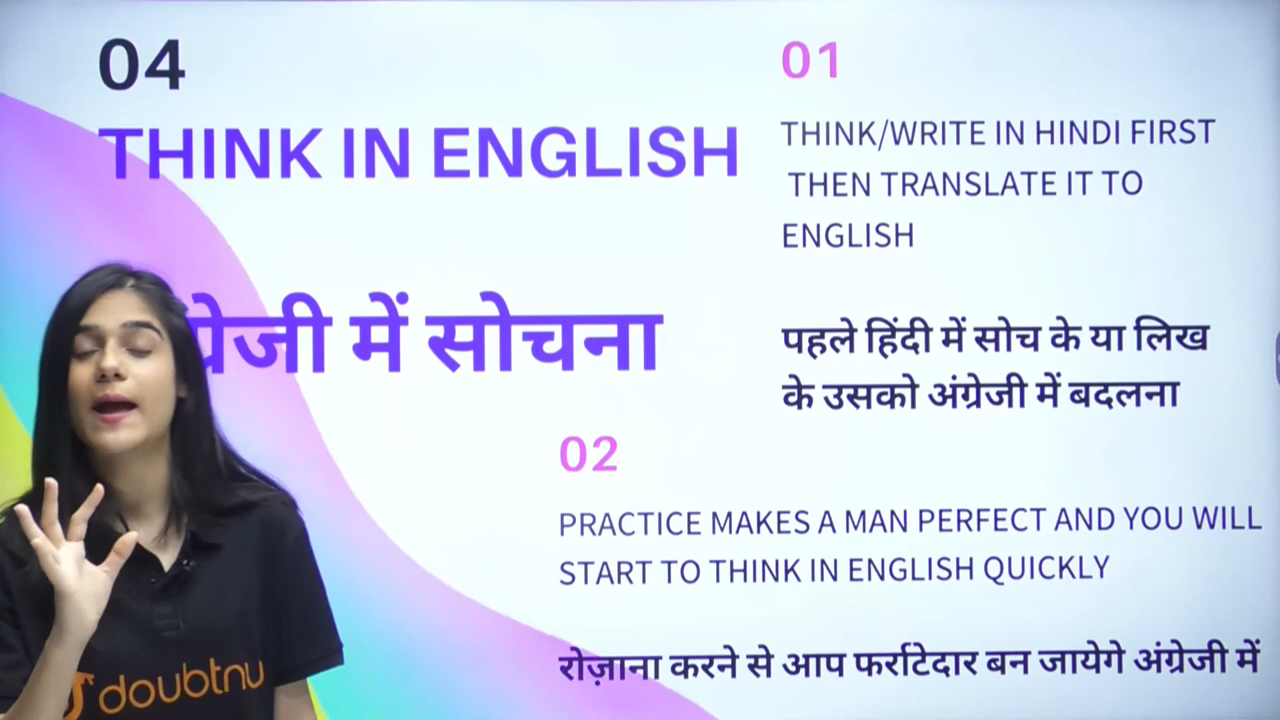 04
THINK IN ENGLISH
में सोचना
01
THINK/WRITE IN HINDI FIRST
THEN TRANSLATE IT TO
ENGLISH
पहले हिंदी में सोच के या लिख
के उसको अंग्रेजी में बदलना
02
PRACTICE MAKES A MAN PERFECT AND YOU WILL
START TO THINK IN ENGLISH QUICKLY
रोज़ाना करने से आप फर्राटेदार बन जायेगे अंग्रेजी में
doubtnu